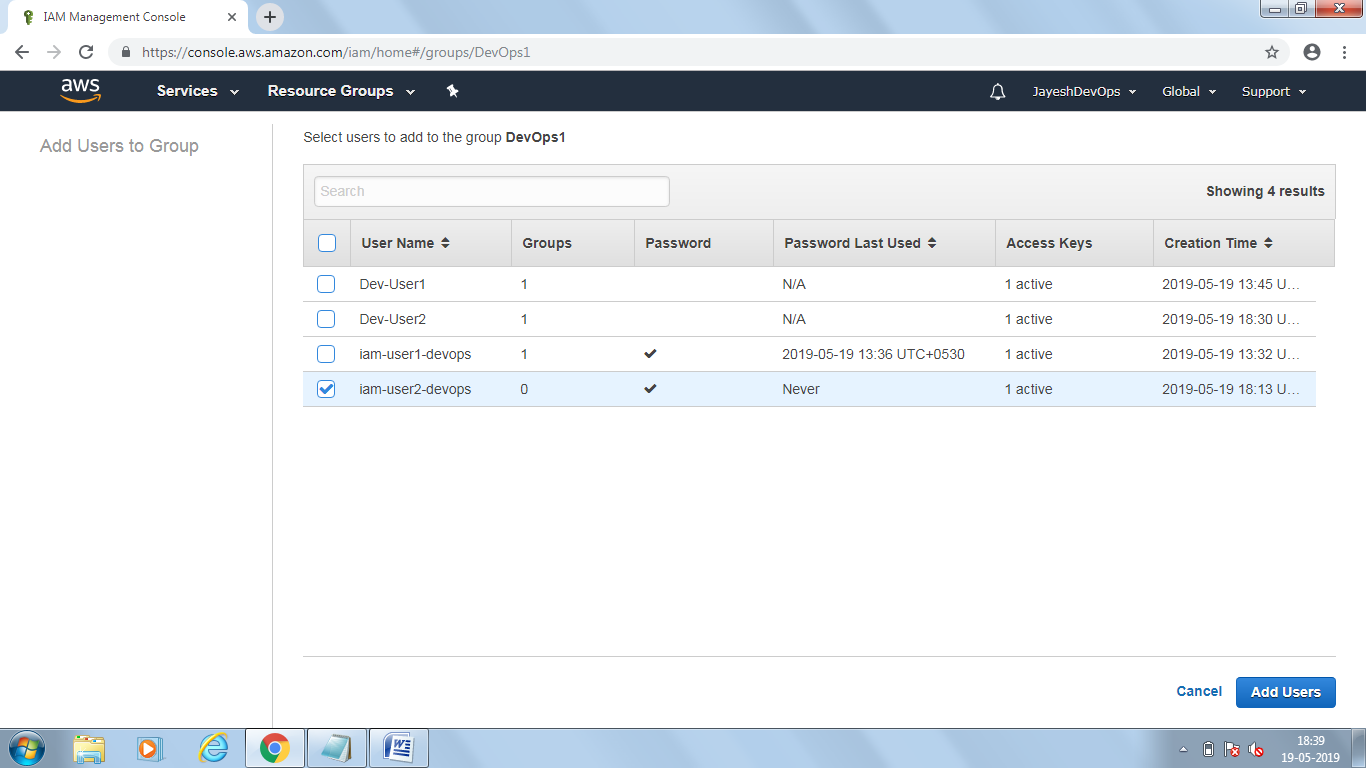 IAM Management Console
https://console.aws.amazon.com/iam/home#/groups/DevOps1
aws Services Resource Groups JayeshDevOps Global Support
Add Users to Group
Select users to add to the group DevOps1
Search Showing 4 results
User Name Groups Password Password Last Used Access Keys Creation Time
Dev-User1 1 N/A 1 active 2019-05-19 13:45 U...
Dev-User2 1 N/A 1 active 2019-05-19 18:30 U...
iam-user1-devops 1 2019-05-19 13:36 UTC+0530 1 active 2019-05-19 13:32 U...
iam-user2-devops 0 Never 1 active 2019-05-19 18:13 U...
Cancel Add Users
18:39
19-05-2019